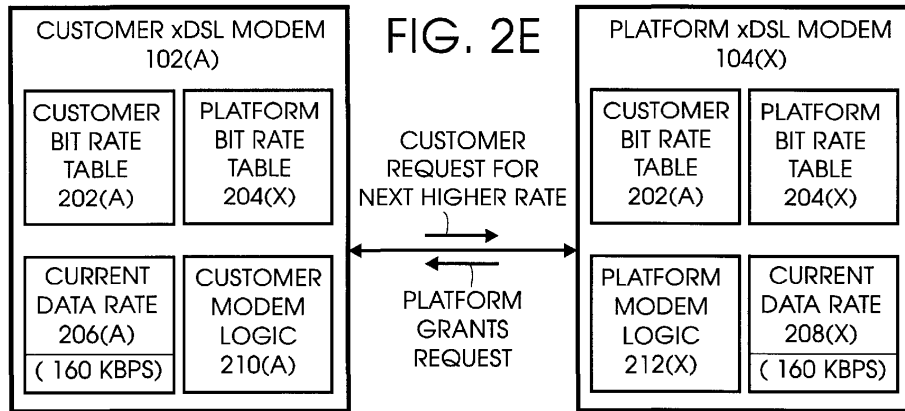 CUSTOMER xDSL MODEM
102(A)
CUSTOMER
BIT RATE
TABLE
202(A)
PLATFORM
BIT RATE
TABLE
204(X)
CURRENT
DATA RATE
206(A)
( 160 KBPS)
CUSTOMER
MODEM
LOGIC
210(A)
FIG. 2E
CUSTOMER
REQUEST FOR
NEXT HIGHER RATE
PLATFORM
GRANTS
REQUEST
PLATFORM xDSL MODEM
104(X)
CUSTOMER
BIT RATE
TABLE
202(A)
PLATFORM
BIT RATE
TABLE
204(X)
PLATFORM
MODEM
LOGIC
212(X)
CURRENT
DATA RATE
208(X)
( 160 KBPS)